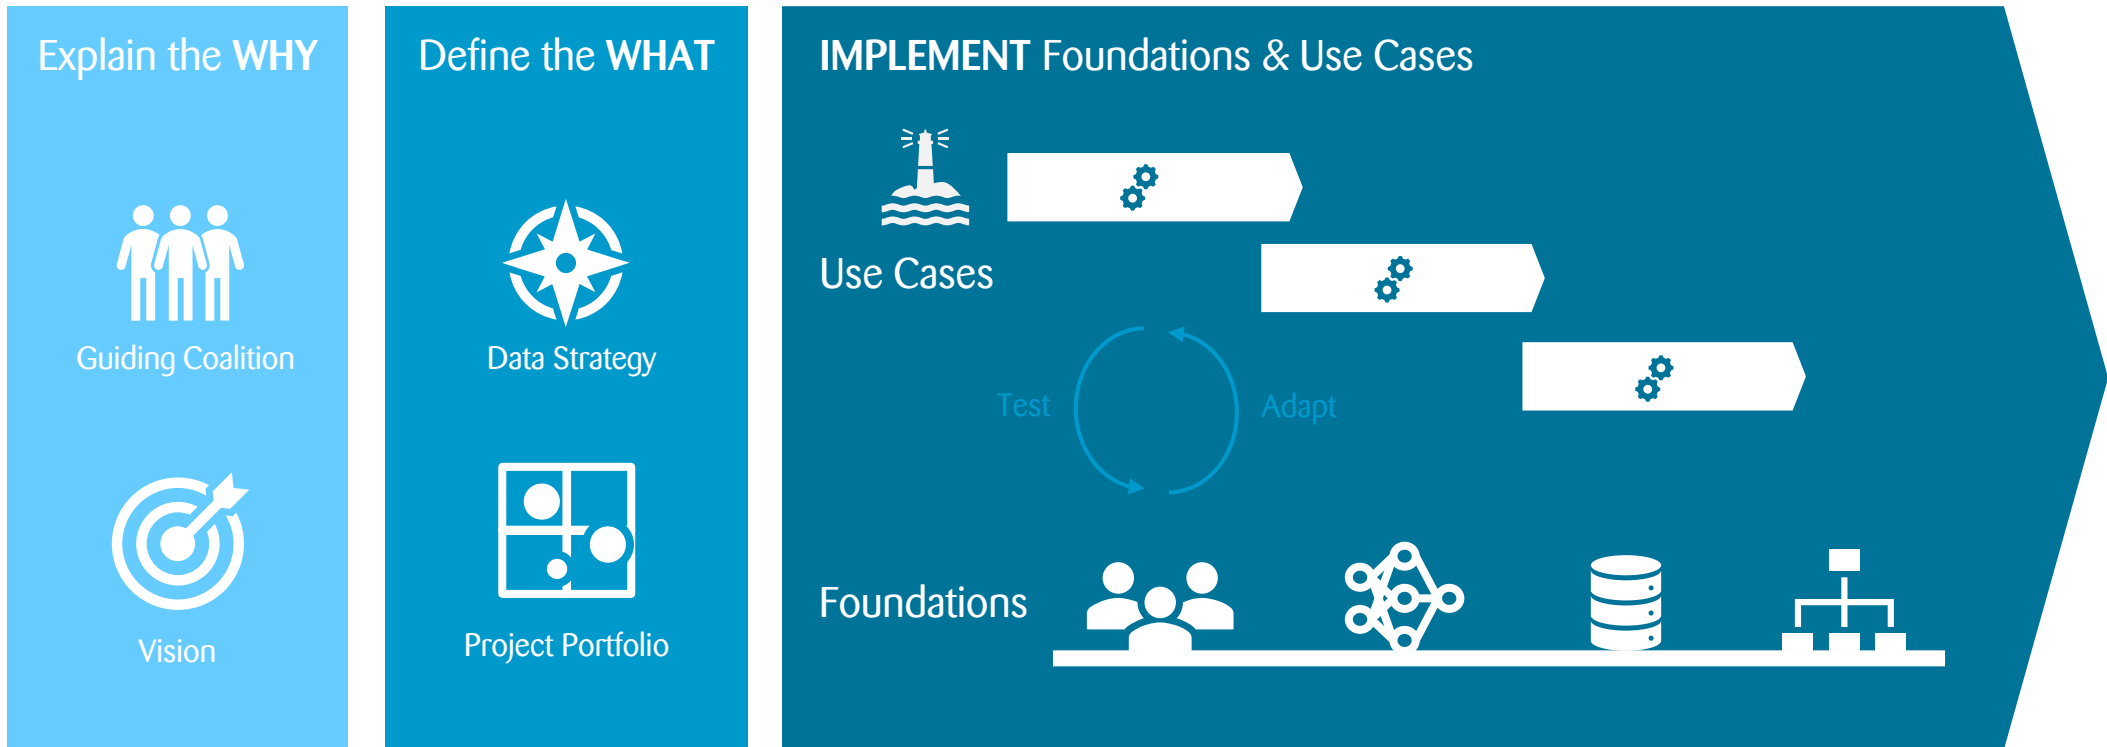 Explain the WHY
Guiding Coalition
Vision
Define the WHAT
Data Strategy
Project Portfolio
IMPLEMENT Foundations & Use Cases
Use Cases
Test
Adapt
Foundations